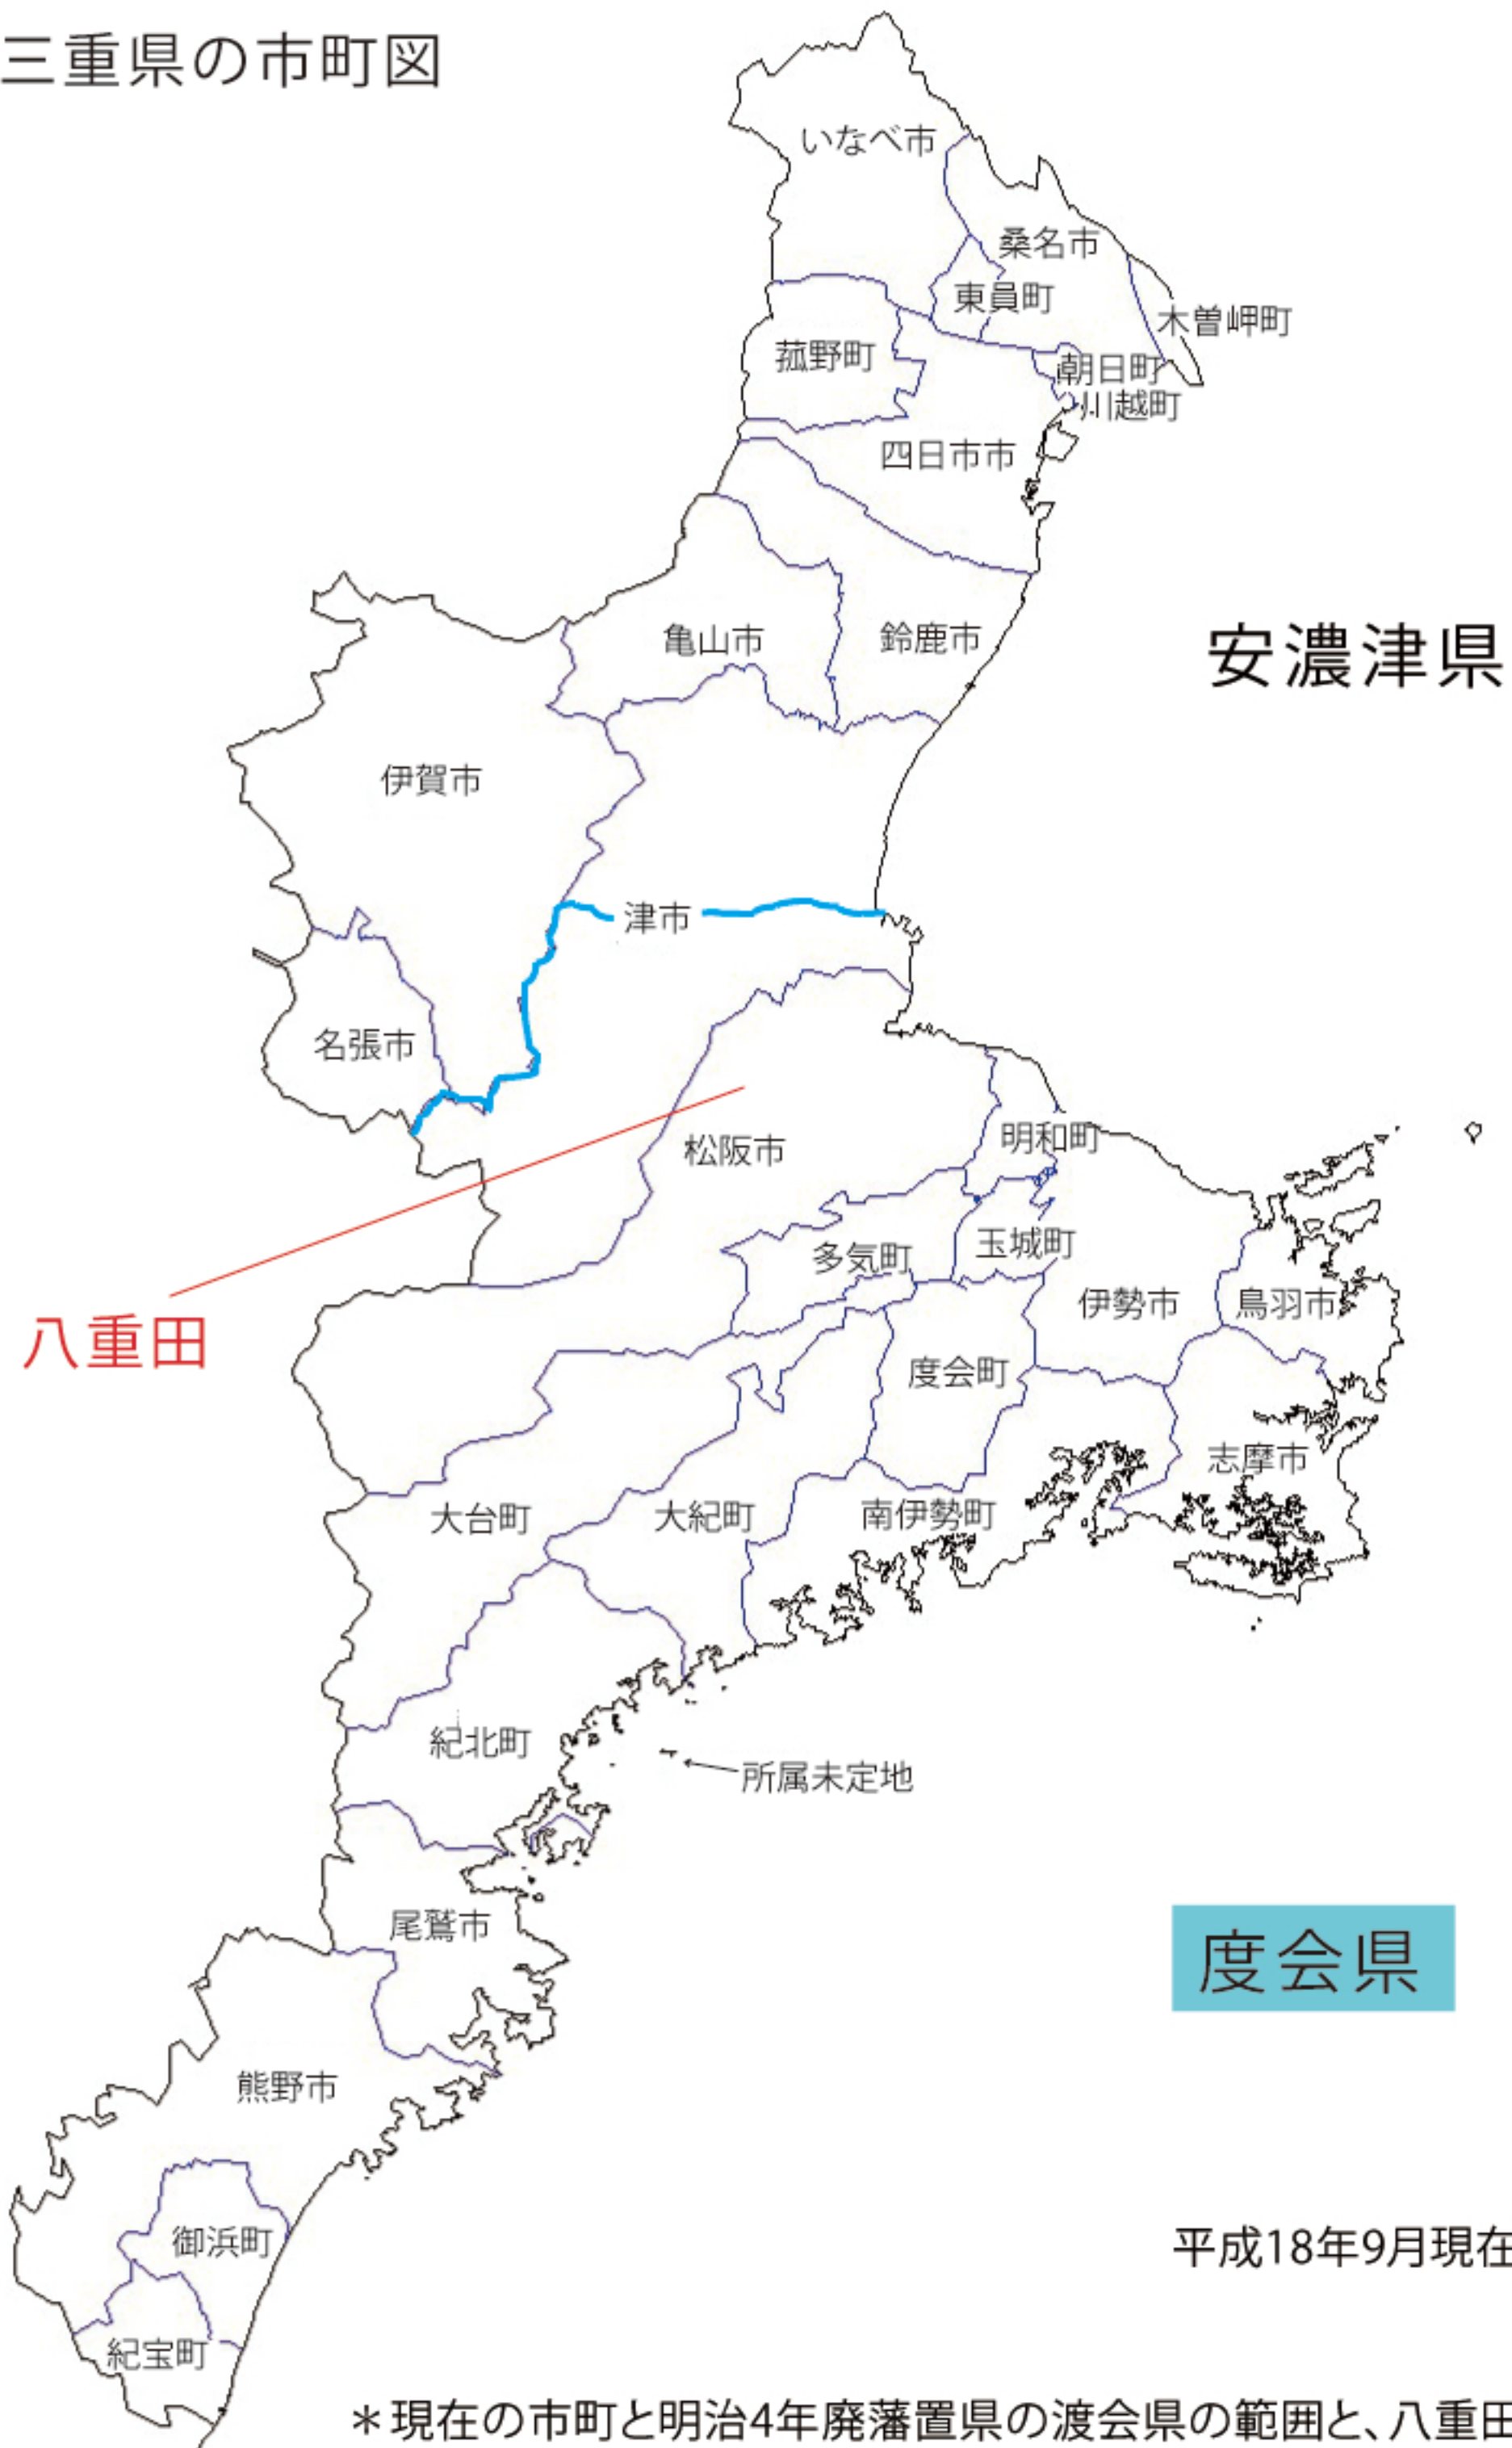 三重県の市町図
いなべ市
桑名市
東員町
木曽岬町
菰野町
朝日町
川越町
四日市市
亀山市
鈴鹿市
安濃津県
伊賀市
津市
名張市
明和町
松阪市
多気町
玉城町
伊勢市
鳥羽市
八重田
度会町
志摩市
大台町
大紀町
南伊勢町
紀北町
所属未定地
尾鷲市
度会県
熊野市
御浜町
平成18年9月現在
紀宝町
＊現在の市町と明治4年廃藩置県の渡会県の範囲と、八重田